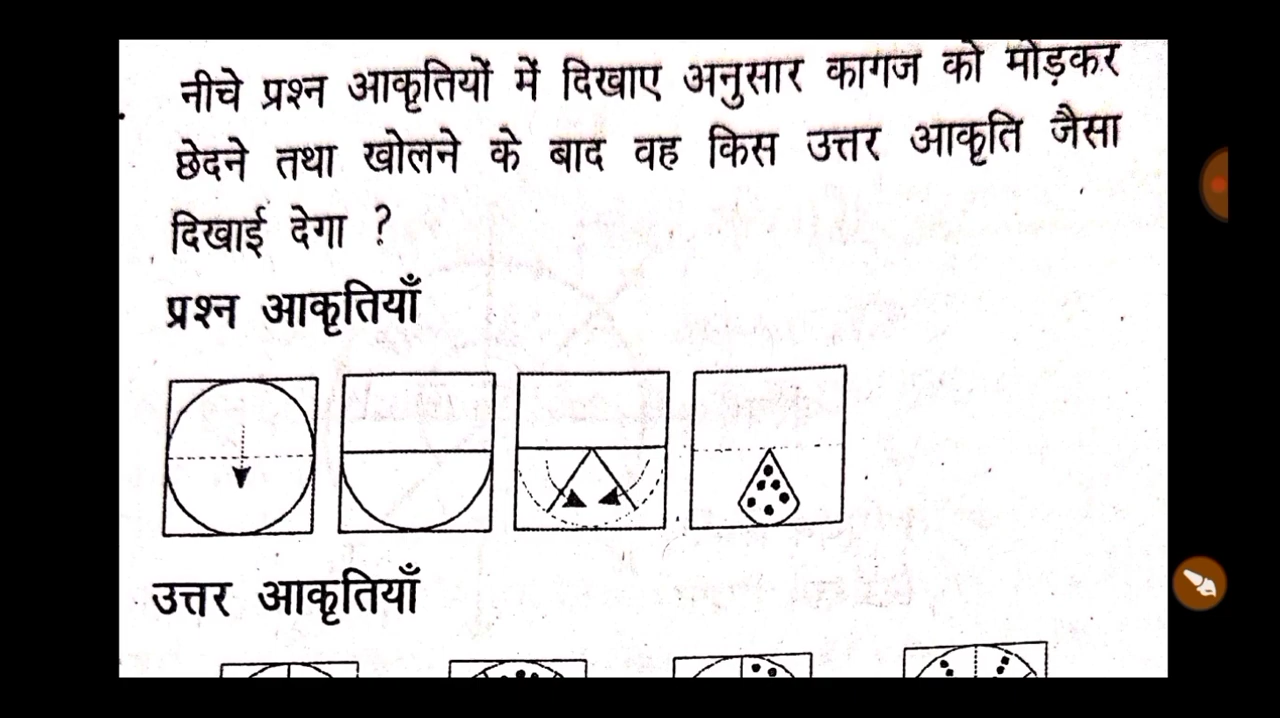 नीचे प्रश्न आकृतियों में दिखाए अनुसार कागज को मोड़कर
छेदने तथा खोलने के बाद वह किस उत्तर आकृति जैसा
दिखाई देगा ?
प्रश्न आकृतियाँ
उत्तर आकृतियाँ